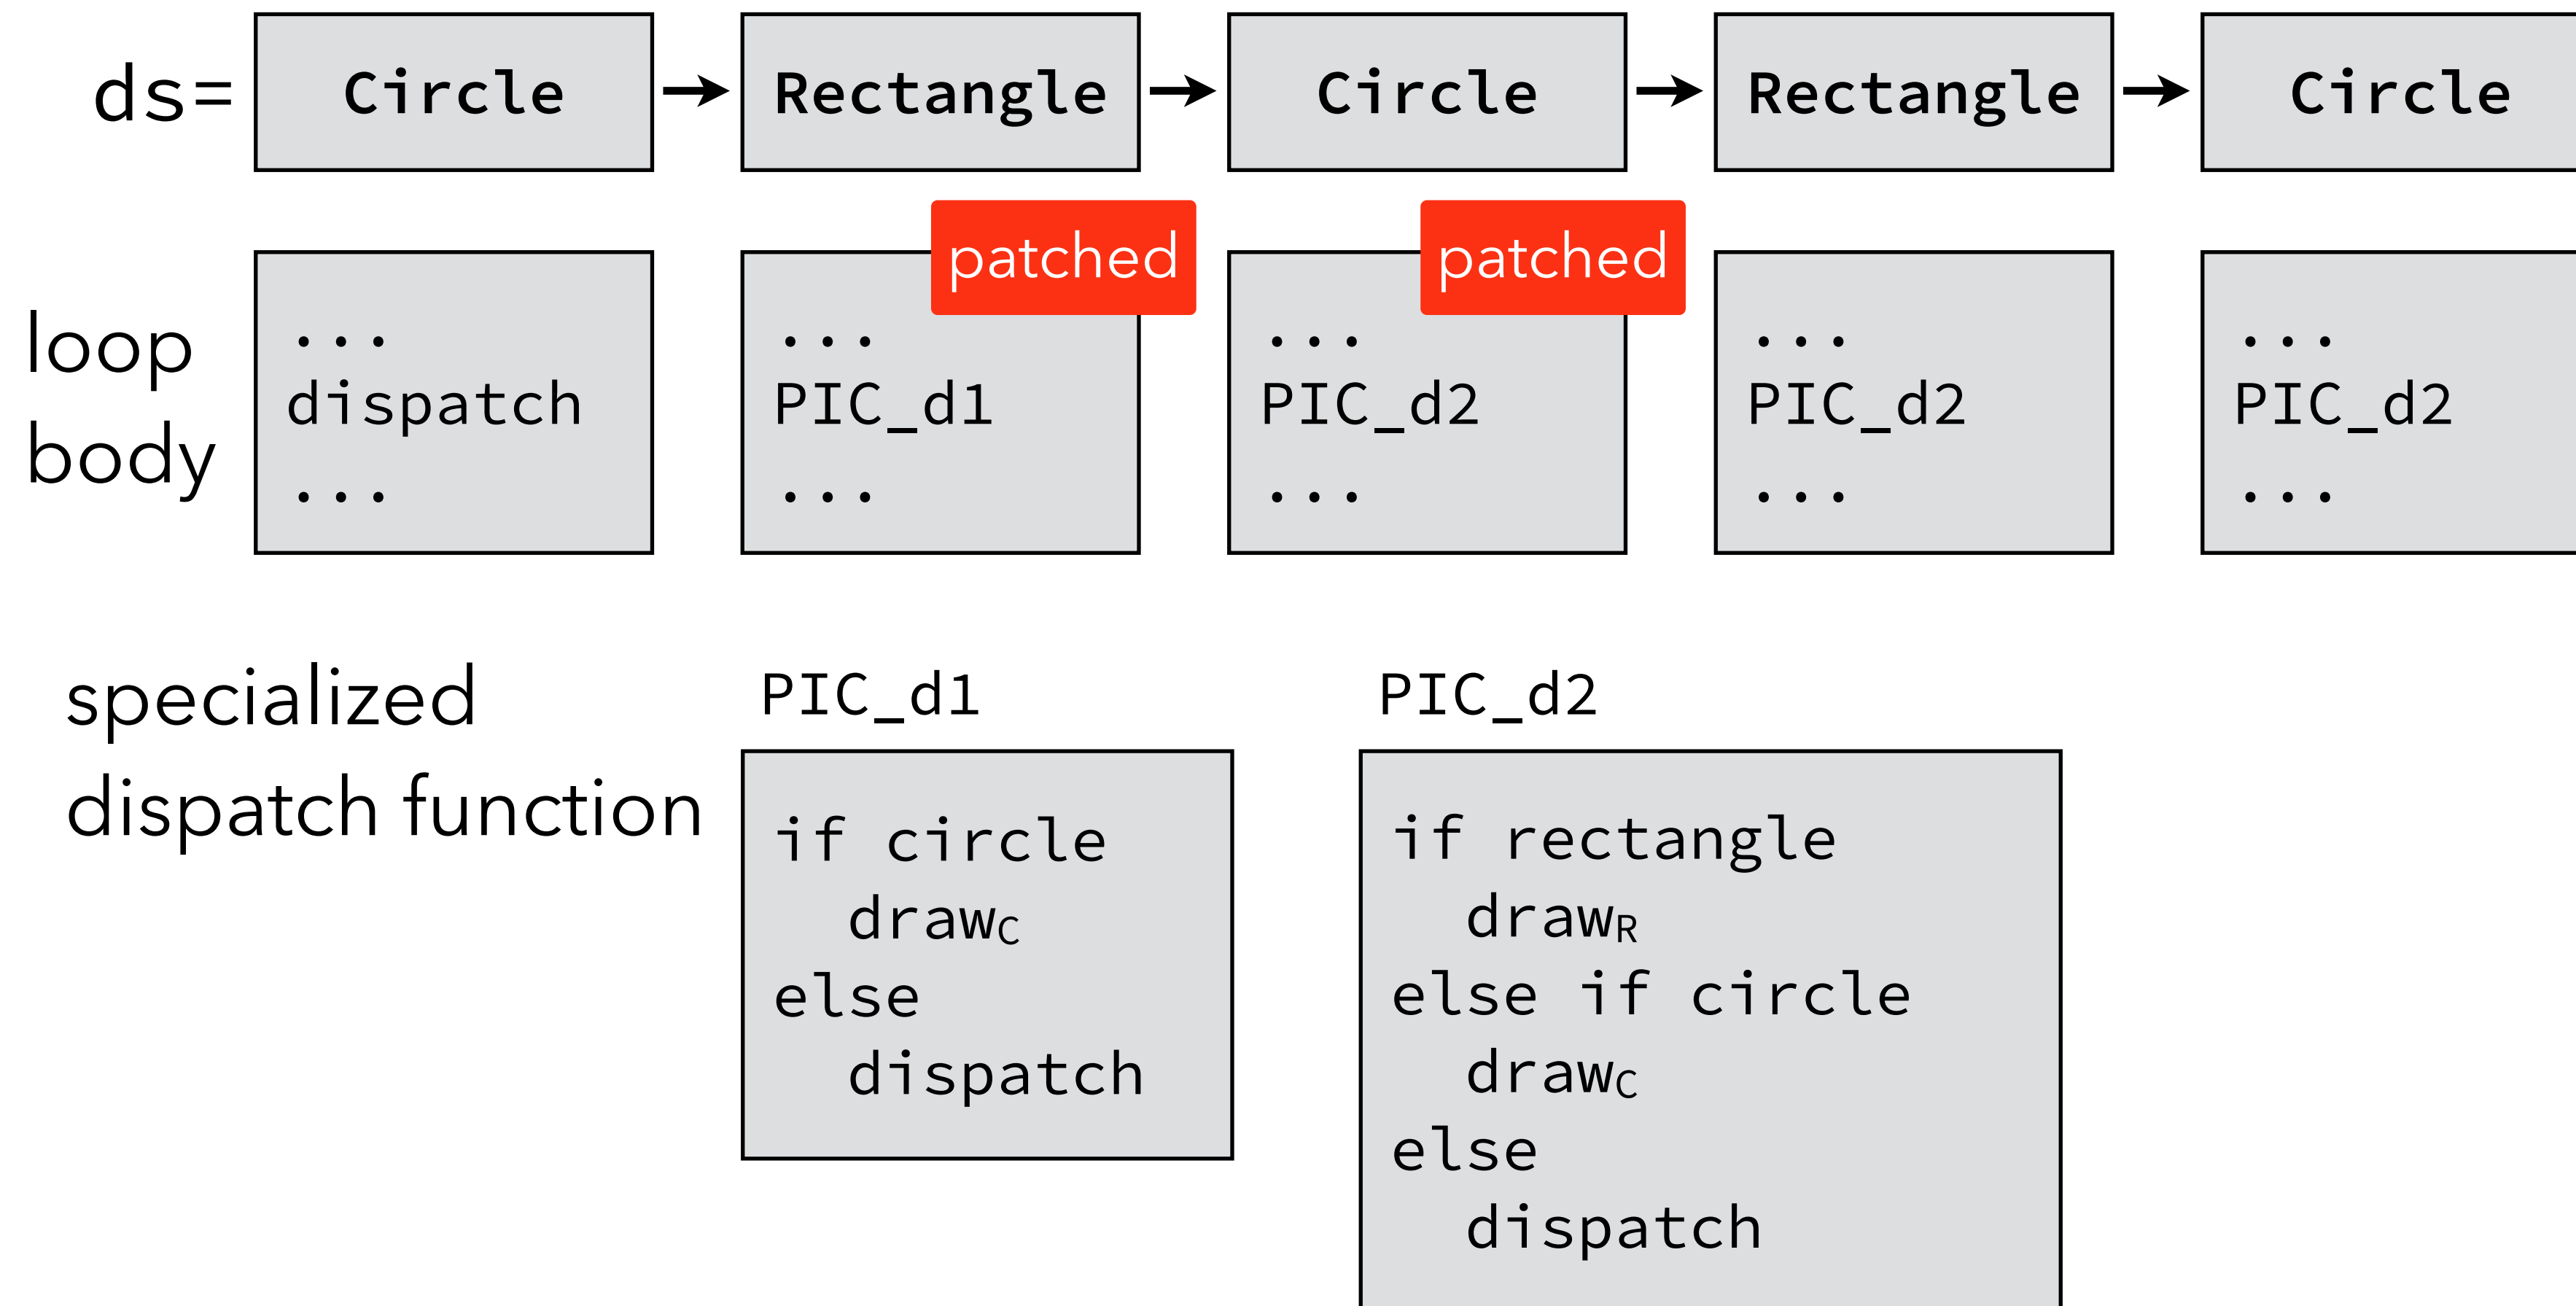 ds= Circle Rectangle Circle Rectangle Circle
patched patched
loop
body
... ... ... ... ...
dispatch PIC_d1 PIC_d2 PIC_d2 PIC_d2
... ... ... ... ...
specialized
dispatch function
PIC_d1
if circle
drawC
else
dispatch
PIC_d2
if rectangle
drawR
else if circle
drawC
else
dispatch